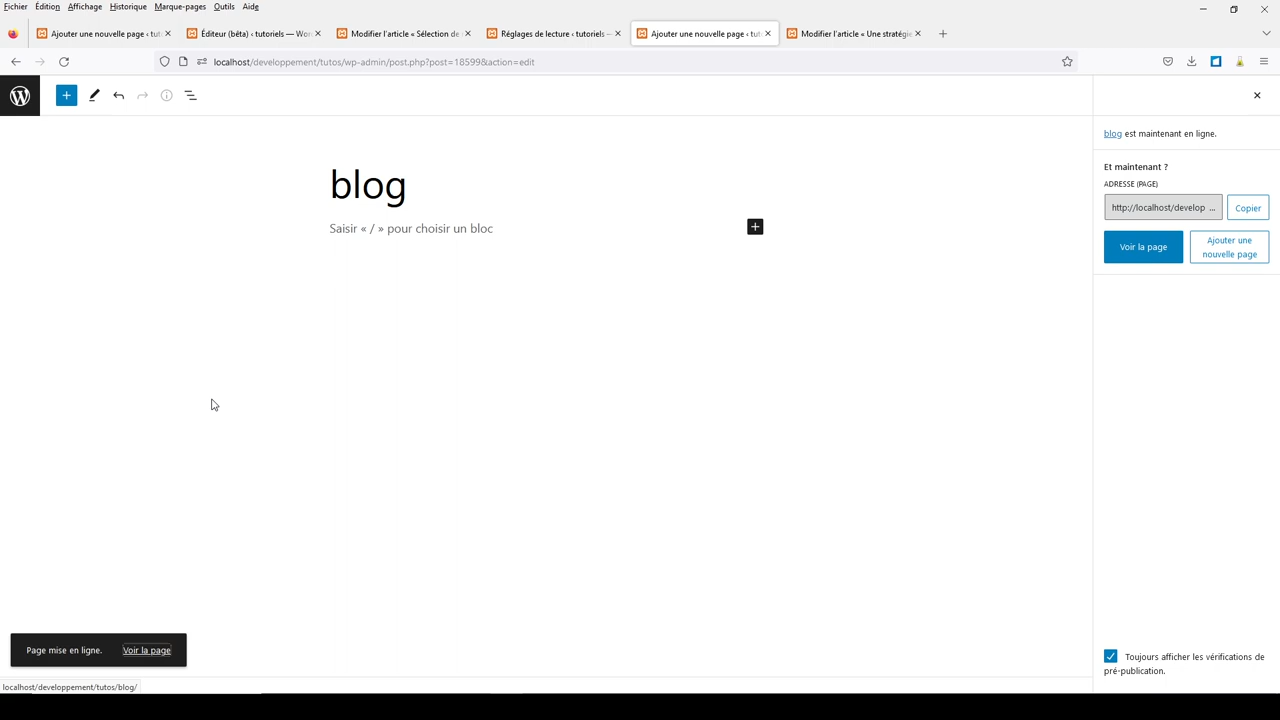 Fichier Édition Affichage Historique Marque-pages Outils Aide
Ajouter une nouvelle page ‹ tut
Éditeur (bêta) ‹ tutoriels — Wor
Modifier l'article « Sélection de
Réglages de lecture ‹ tutoriels —
Ajouter une nouvelle page ‹ tut
Modifier l'article « Une stratégi
localhost/developpement/tutos/wp-admin/post.php?post=18599&action=edit
blog
Saisir « / » pour choisir un bloc
blog est maintenant en ligne.
Et maintenant ?
ADRESSE (PAGE)
http://localhost/develop ...
Copier
Voir la page
Ajouter une
nouvelle page
Page mise en ligne. Voir la page
Toujours afficher les vérifications de
pré-publication.
localhost/developpement/tutos/blog/